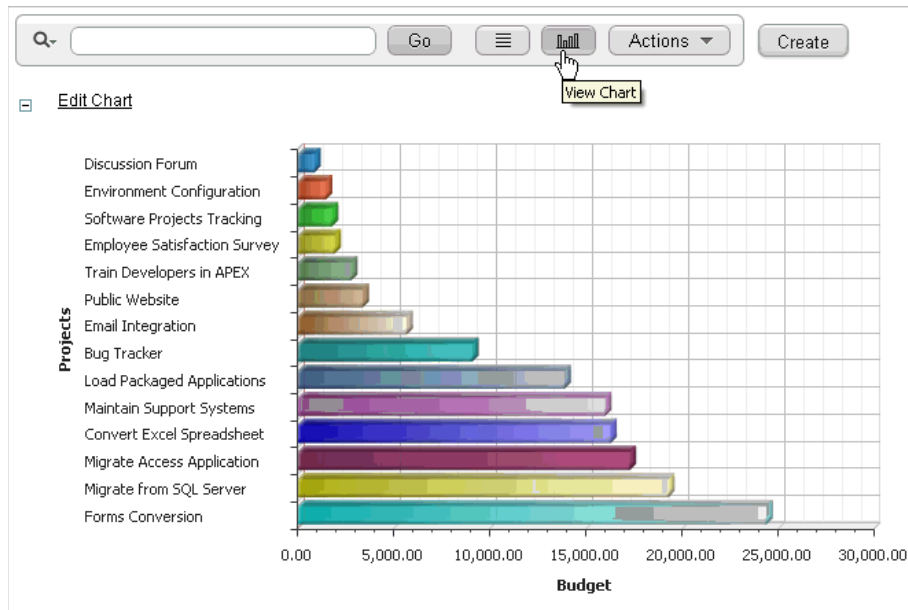 Go Actions Create
View Chart
Edit Chart
Discussion Forum
Environment Configuration
Software Projects Tracking
Employee Satisfaction Survey
Train Developers in APEX
Public Website
Email Integration
Bug Tracker
Load Packaged Applications
Maintain Support Systems
Convert Excel Spreadsheet
Migrate Access Application
Migrate from SQL Server
Forms Conversion
Projects
0.00 5,000.00 10,000.00 15,000.00 20,000.00 25,000.00 30,000.00
Budget